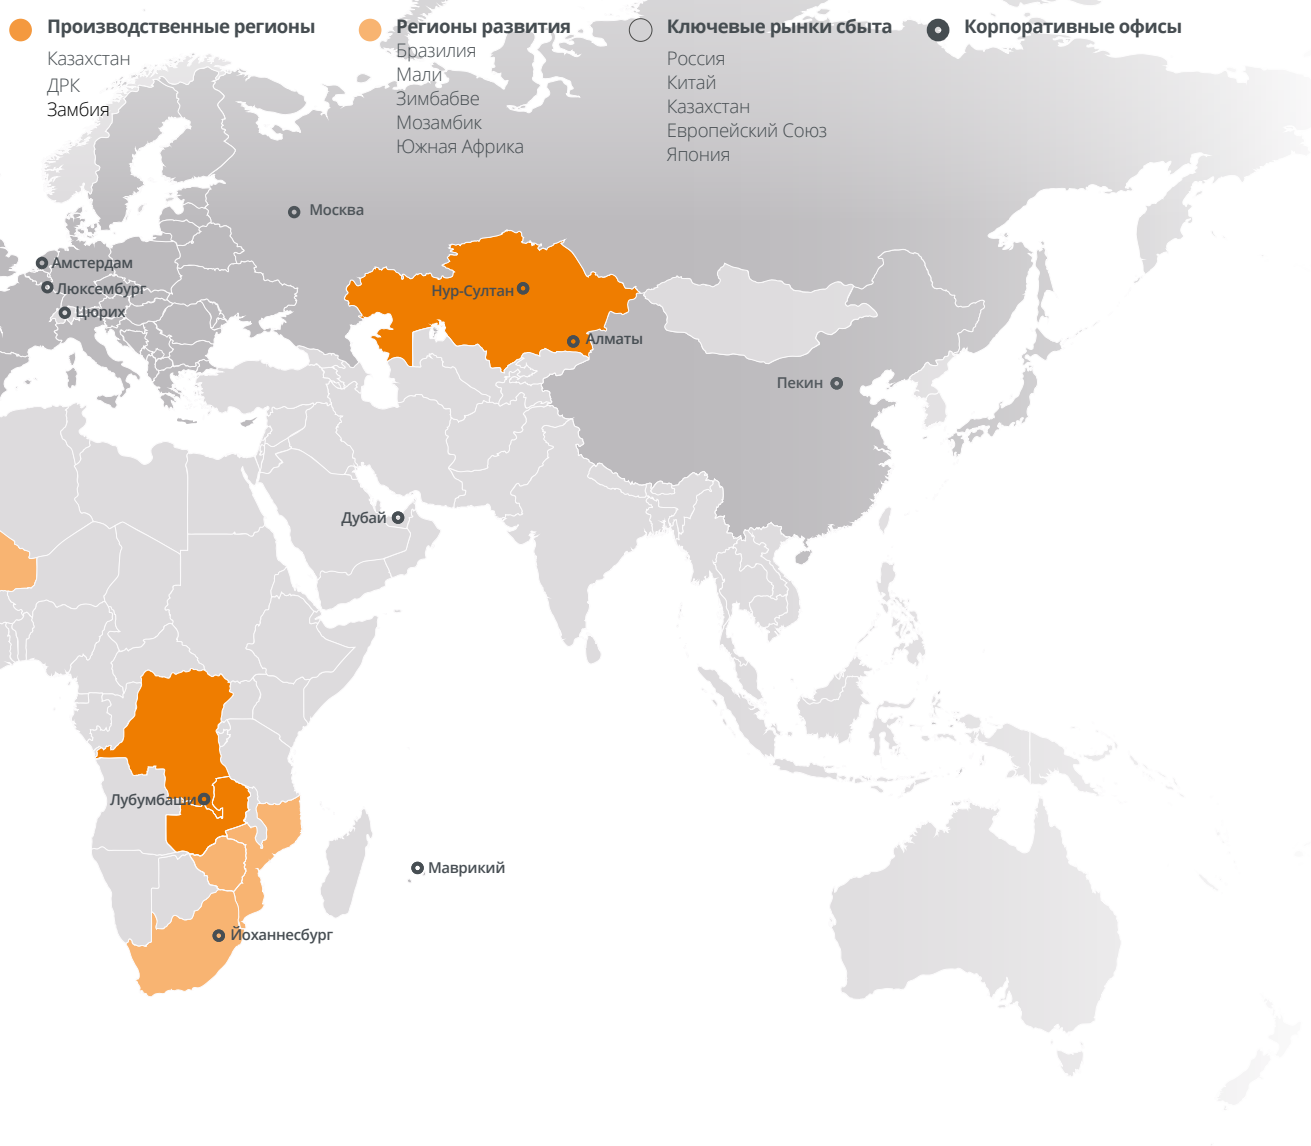 Производственные регионы
Казахстан
ДРК
Замбия
Регионы развития
Бразилия
Мали
Зимбабве
Мозамбик
Южная Африка
Ключевые рынки сбыта
Россия
Китай
Казахстан
Европейский Союз
Япония
Корпоративные офисы
Москва
Амстердам
Люксембург
Цюрих
Нур-Султан
Алматы
Пекин
Дубай
Лубумбаши
Маврикий
Йоханнесбург